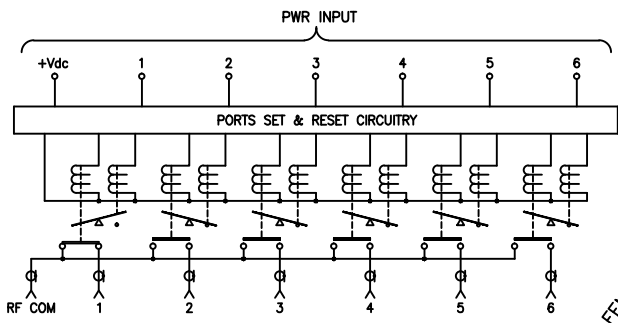 PWR INPUT
+Vdc 1 2 3 4 5 6
PORTS SET & RESET CIRCUITRY
RF COM 1 2 3 4 5 6